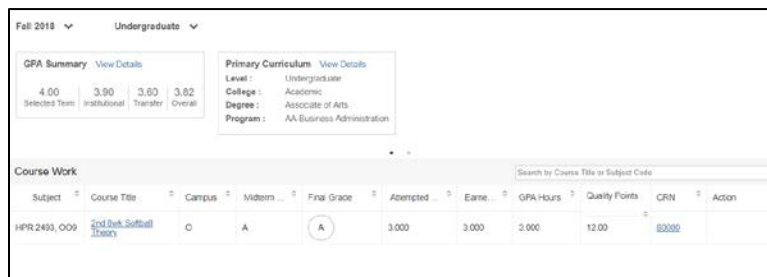 Fall 2018 Undergraduate
GPA Summary View Details
4.00 3.90 3.60 3.82
Selected Term Institutional Transfer Overall
Primary Curriculum View Details
Level : Undergraduate
College : Academic
Degree : Associate of Arts
Program : AA-Business Administration
Course Work
Search by Course Title or Subject Code
Subject Course Title Campus Midterm ... Final Grade Attempted ... Earne... GPA Hours Quality Points CRN Action
HPR 2493, OO9 2nd 8wk Softball O A A 3.000 3.000 3.000 12.00
Theory